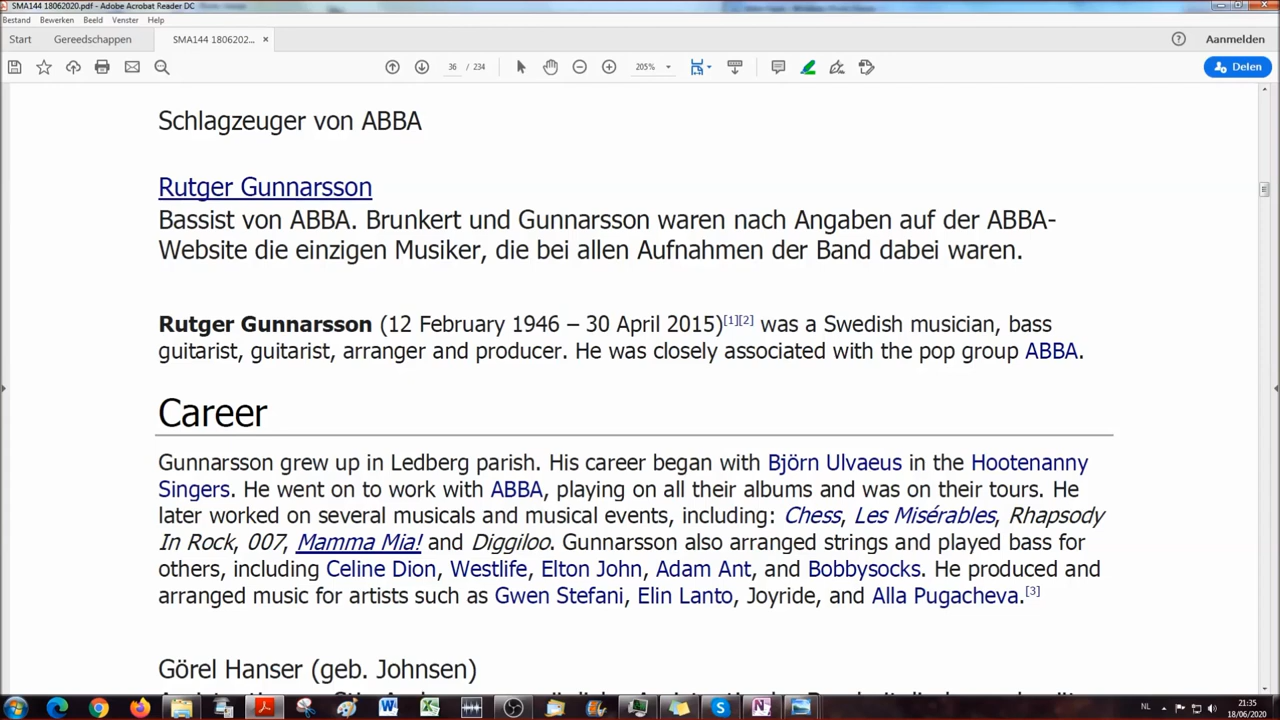 SMA144 18062020.pdf - Adobe Acrobat Reader DC
Bestand Bewerken Beeld Venster Help
Start Gereedschappen SMA144 1806202... × Aanmelden
36 / 234 205% Delen
Schlagzeuger von ABBA
Rutger Gunnarsson
Bassist von ABBA. Brunkert und Gunnarsson waren nach Angaben auf der ABBA-
Website die einzigen Musiker, die bei allen Aufnahmen der Band dabei waren.
Rutger Gunnarsson (12 February 1946 – 30 April 2015)[1][2] was a Swedish musician, bass
guitarist, guitarist, arranger and producer. He was closely associated with the pop group ABBA.
Career
Gunnarsson grew up in Ledberg parish. His career began with Björn Ulvaeus in the Hootenanny
Singers. He went on to work with ABBA, playing on all their albums and was on their tours. He
later worked on several musicals and musical events, including: Chess, Les Misérables, Rhapsody
In Rock, 007, Mamma Mia! and Diggiloo. Gunnarsson also arranged strings and played bass for
others, including Celine Dion, Westlife, Elton John, Adam Ant, and Bobbysocks. He produced and
arranged music for artists such as Gwen Stefani, Elin Lanto, Joyride, and Alla Pugacheva.[3]
Görel Hanser (geb. Johnsen)
NL 21:35
18/06/2020